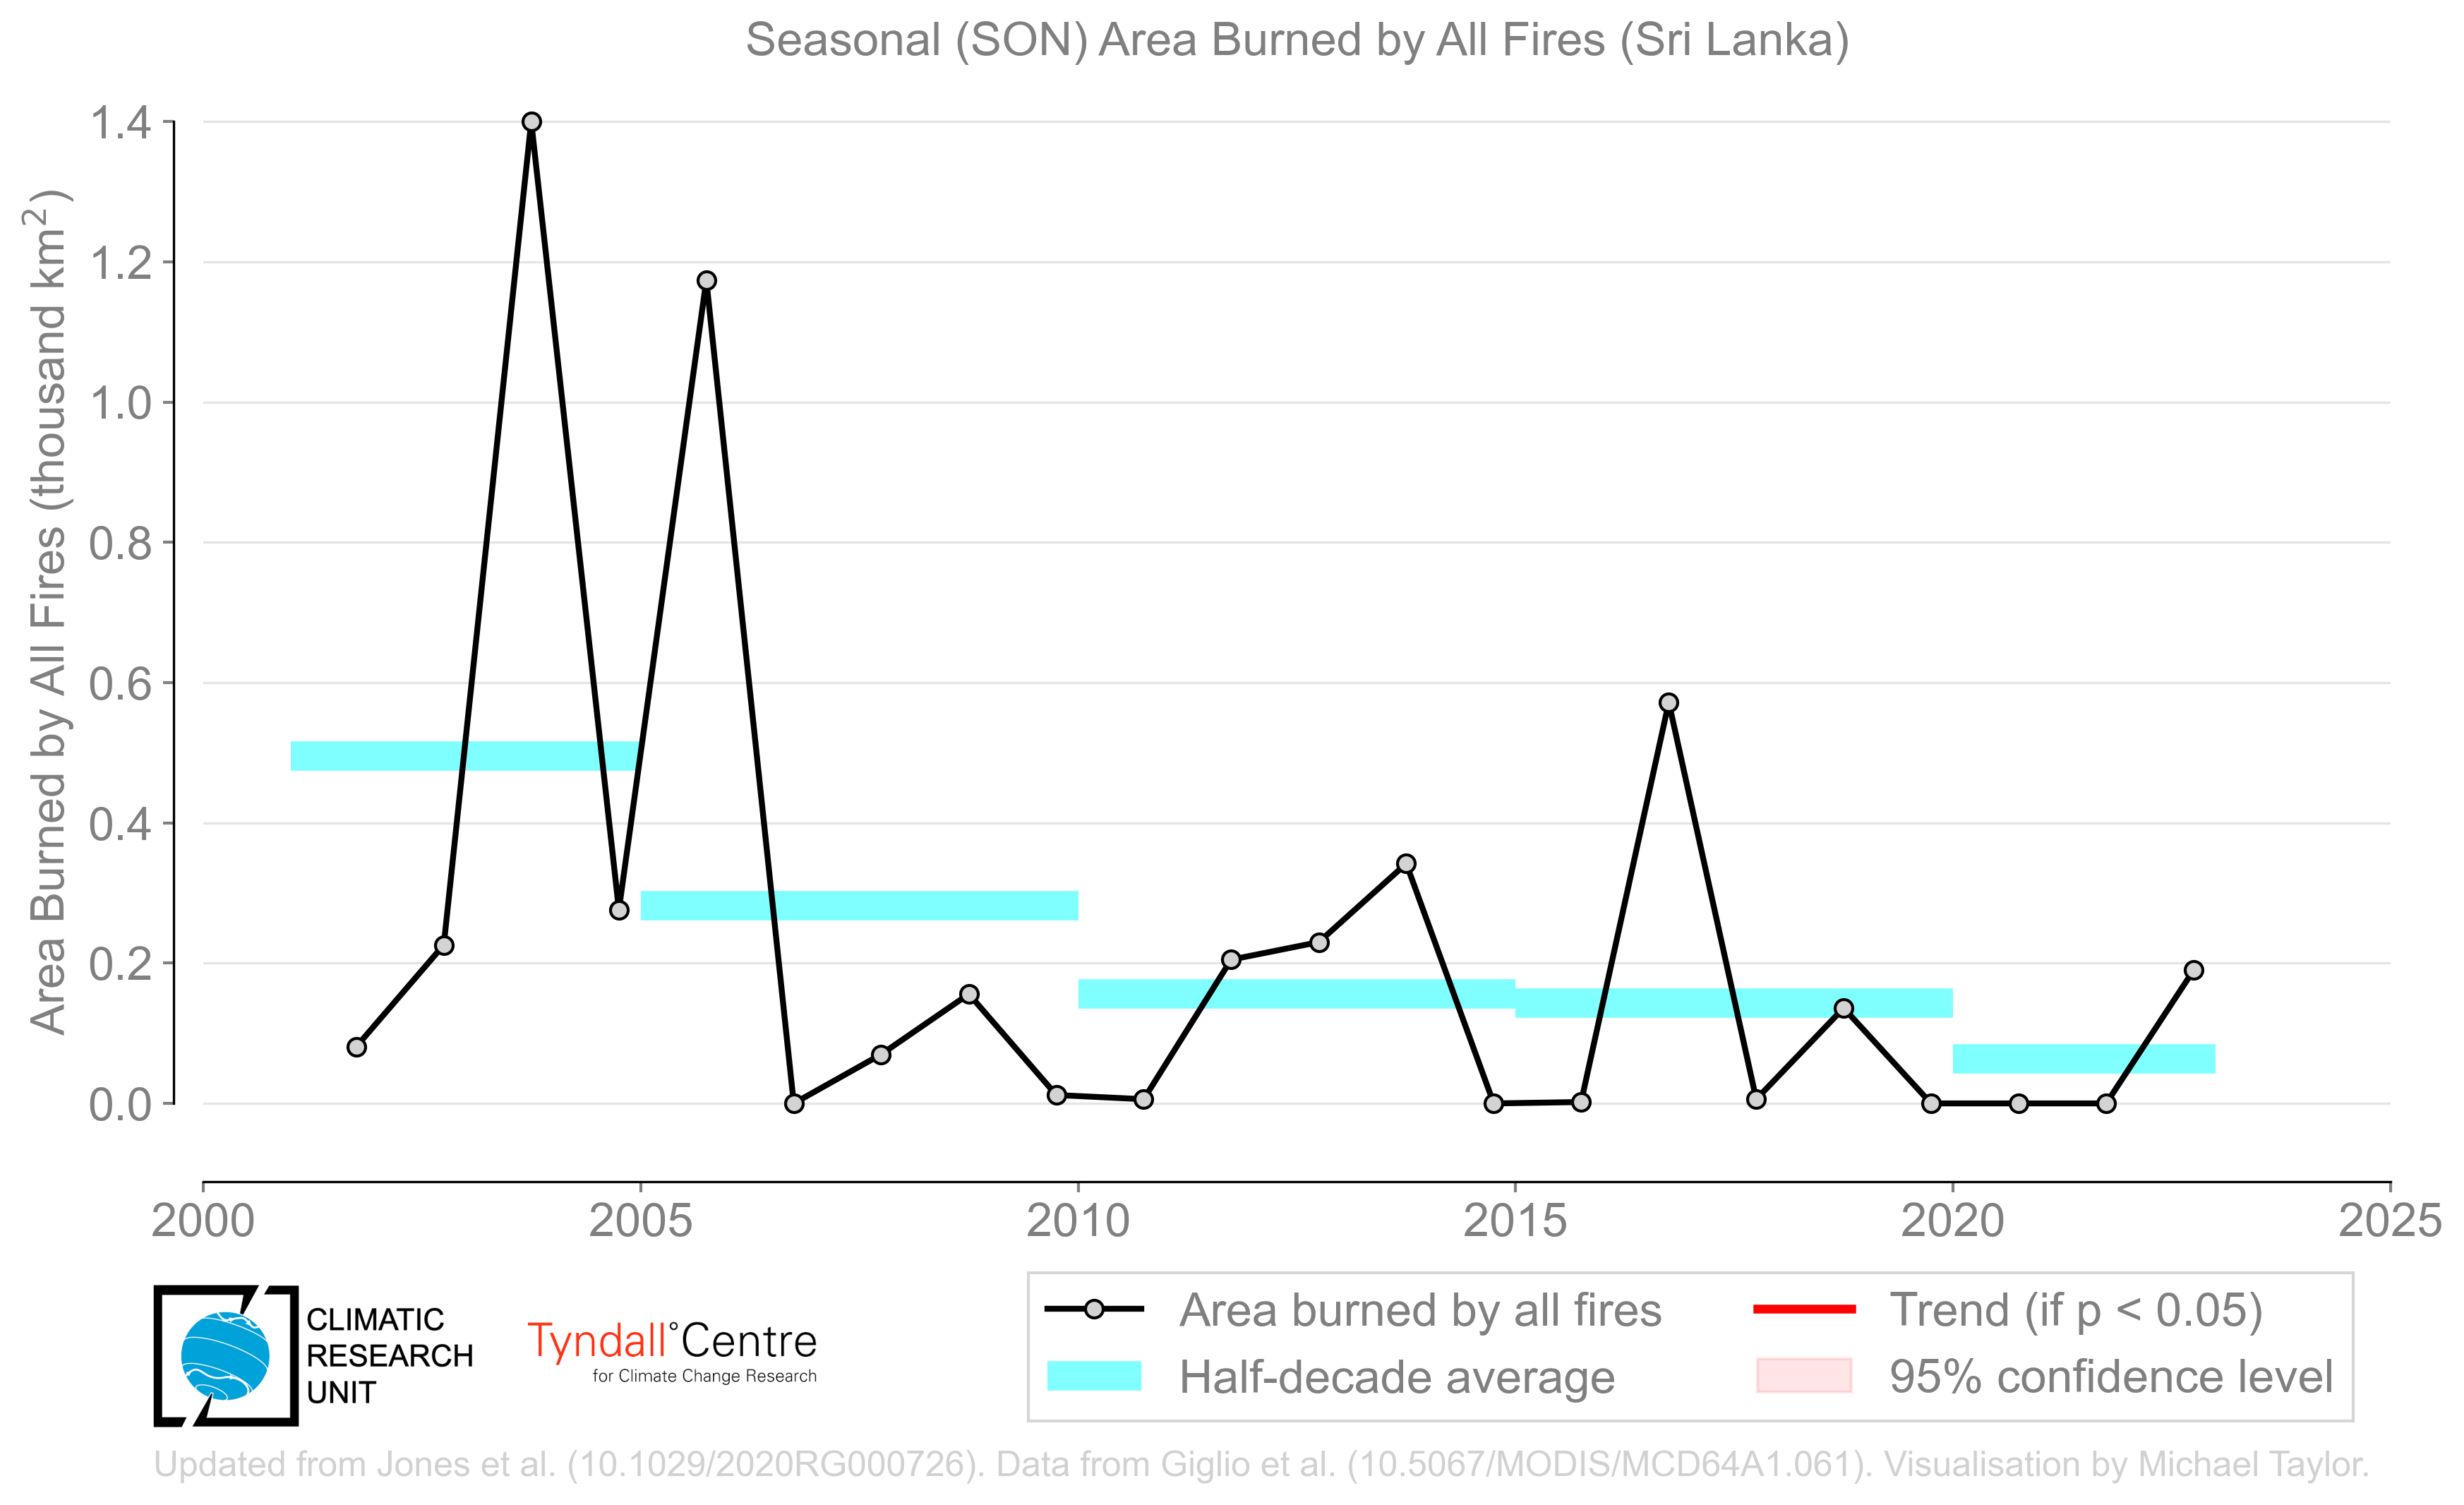 Seasonal (SON) Area Burned by All Fires (Sri Lanka)
Area Burned by All Fires (thousand km²)
1.4
1.2
1.0
0.8
0.6
0.4
0.2
0.0
2000 2005 2010 2015 2020 2025
CLIMATIC
RESEARCH
UNIT
Tyndall°Centre
for Climate Change Research
Area burned by all fires
Half-decade average
Trend (if p < 0.05)
95% confidence level
Updated from Jones et al. (10.1029/2020RG000726). Data from Giglio et al. (10.5067/MODIS/MCD64A1.061). Visualisation by Michael Taylor.